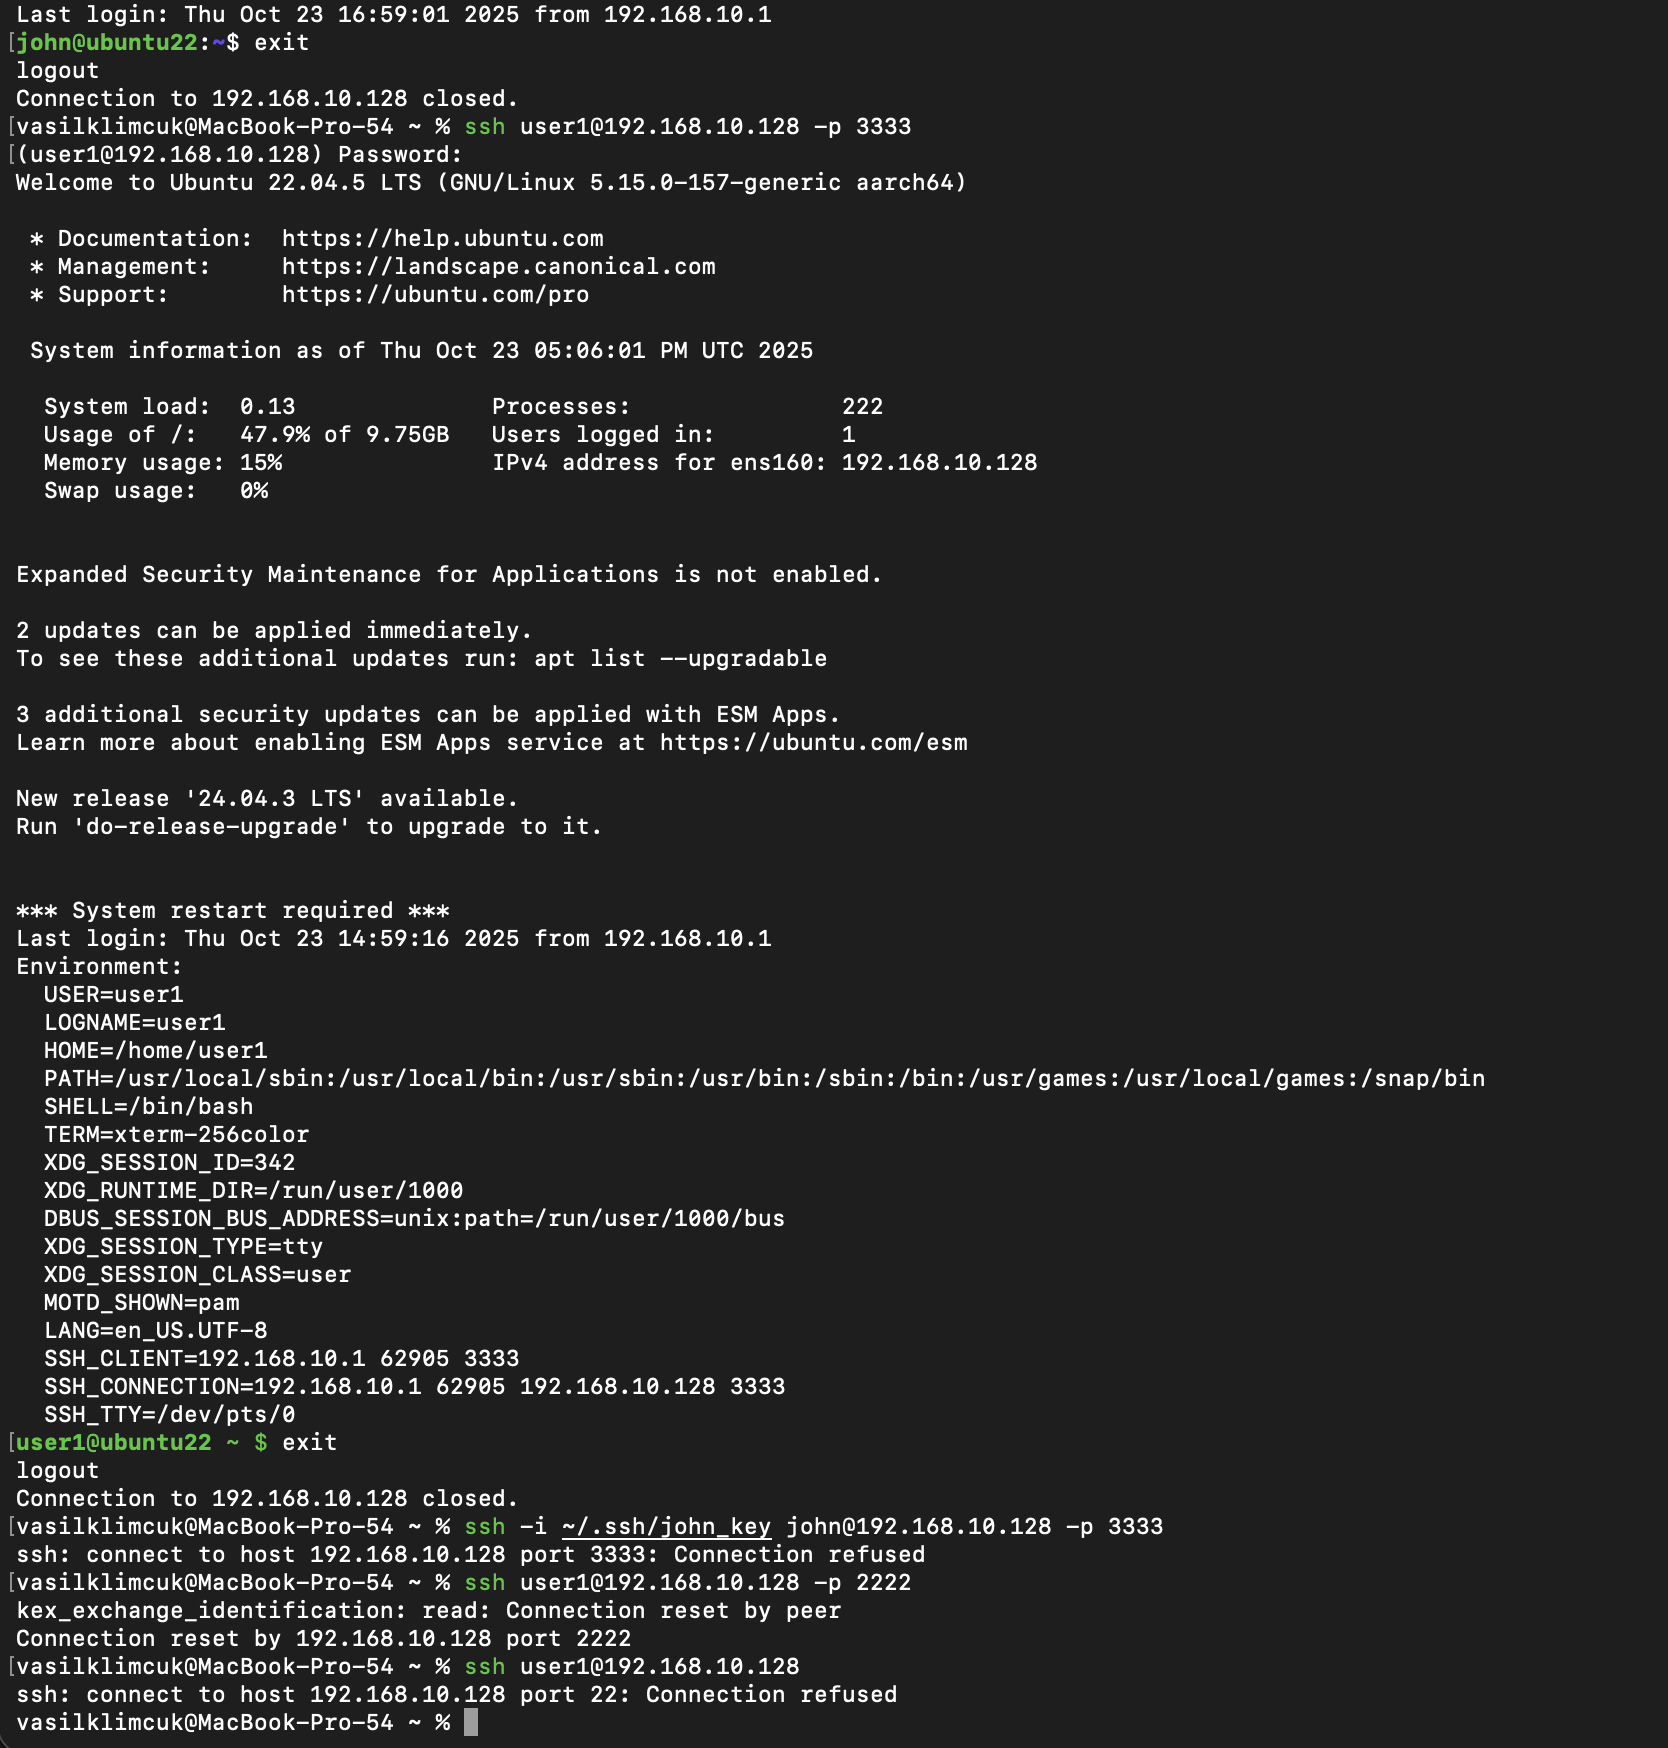 Last login: Thu Oct 23 16:59:01 2025 from 192.168.10.1
[john@ubuntu22:~$ exit
logout
Connection to 192.168.10.128 closed.
[vasilklimcuk@MacBook-Pro-54 ~ % ssh user1@192.168.10.128 -p 3333
[(user1@192.168.10.128) Password:
Welcome to Ubuntu 22.04.5 LTS (GNU/Linux 5.15.0-157-generic aarch64)

 * Documentation:  https://help.ubuntu.com
 * Management:     https://landscape.canonical.com
 * Support:        https://ubuntu.com/pro

 System information as of Thu Oct 23 05:06:01 PM UTC 2025

  System load:  0.13              Processes:               222
  Usage of /:   47.9% of 9.75GB   Users logged in:         1
  Memory usage: 15%               IPv4 address for ens160: 192.168.10.128
  Swap usage:   0%

Expanded Security Maintenance for Applications is not enabled.

2 updates can be applied immediately.
To see these additional updates run: apt list --upgradable

3 additional security updates can be applied with ESM Apps.
Learn more about enabling ESM Apps service at https://ubuntu.com/esm

New release '24.04.3 LTS' available.
Run 'do-release-upgrade' to upgrade to it.

*** System restart required ***
Last login: Thu Oct 23 14:59:16 2025 from 192.168.10.1
Environment:
  USER=user1
  LOGNAME=user1
  HOME=/home/user1
  PATH=/usr/local/sbin:/usr/local/bin:/usr/sbin:/usr/bin:/sbin:/bin:/usr/games:/usr/local/games:/snap/bin
  SHELL=/bin/bash
  TERM=xterm-256color
  XDG_SESSION_ID=342
  XDG_RUNTIME_DIR=/run/user/1000
  DBUS_SESSION_BUS_ADDRESS=unix:path=/run/user/1000/bus
  XDG_SESSION_TYPE=tty
  XDG_SESSION_CLASS=user
  MOTD_SHOWN=pam
  LANG=en_US.UTF-8
  SSH_CLIENT=192.168.10.1 62905 3333
  SSH_CONNECTION=192.168.10.1 62905 192.168.10.128 3333
  SSH_TTY=/dev/pts/0
[user1@ubuntu22 ~ $ exit
logout
Connection to 192.168.10.128 closed.
[vasilklimcuk@MacBook-Pro-54 ~ % ssh -i ~/.ssh/john_key john@192.168.10.128 -p 3333
ssh: connect to host 192.168.10.128 port 3333: Connection refused
[vasilklimcuk@MacBook-Pro-54 ~ % ssh user1@192.168.10.128 -p 2222
kex_exchange_identification: read: Connection reset by peer
Connection reset by 192.168.10.128 port 2222
[vasilklimcuk@MacBook-Pro-54 ~ % ssh user1@192.168.10.128
ssh: connect to host 192.168.10.128 port 22: Connection refused
vasilklimcuk@MacBook-Pro-54 ~ %